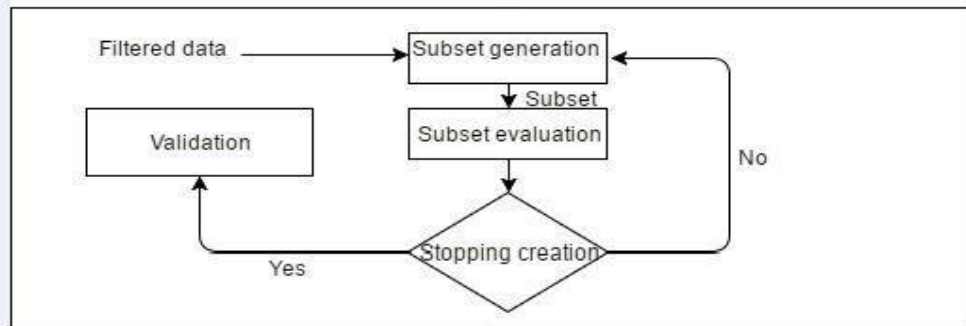 Filtered data
Subset generation
Subset
Subset evaluation
Validation
No
Stopping creation
Yes